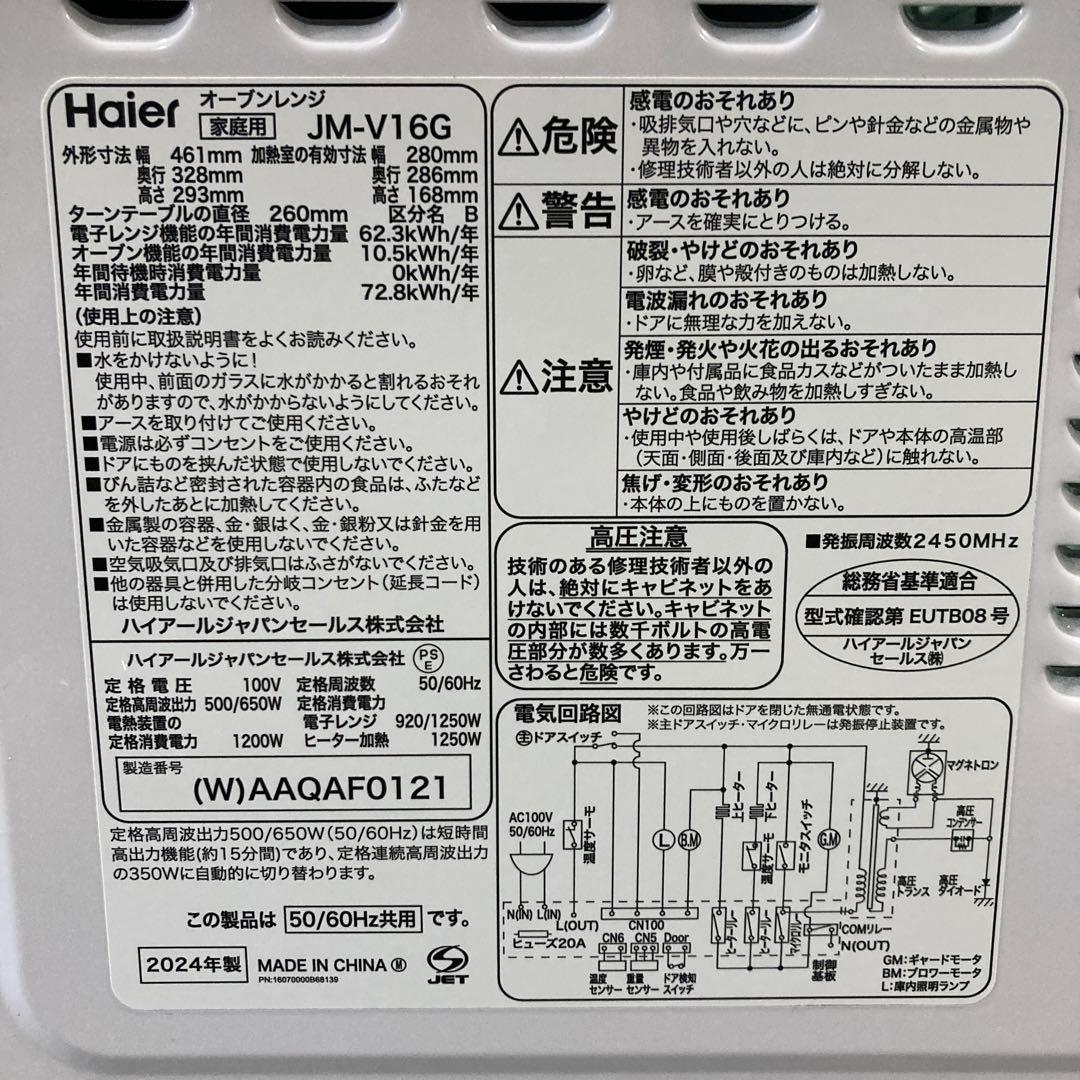 Haier オーブンレンジ
家庭用 JM-V16G
外形寸法 幅 461mm 加熱室の有効寸法 幅 280mm
奥行 328mm 奥行 286mm
高さ 293mm 高さ 168mm
ターンテーブルの直径 260mm 区分名 B
電子レンジ機能の年間消費電力量 62.3kWh/年
オーブン機能の年間消費電力量 10.5kWh/年
年間待機時消費電力量 0kWh/年
年間消費電力量 72.8kWh/年
（使用上の注意）
使用前に取扱説明書をよくお読みください。
■水をかけないように！
使用中、前面のガラスに水がかかると割れるおそれ
がありますので、水がかからないようにしてください。
■アースを取り付けてご使用ください。
■電源は必ずコンセントをご使用ください。
■ドアにものを挟んだ状態で使用しないでください。
■びん詰など密封された容器内の食品は、ふたなど
を外したあとに加熱してください。
■金属製の容器、金・銀はく、金・銀粉又は針金を用
いた容器などを使用しないでください。
■空気吸気口及び排気口はふさがないでください。
■他の器具と併用した分岐コンセント（延長コード）
は使用しないでください。
ハイアールジャパンセールス株式会社
ハイアールジャパンセールス株式会社 PSE
定格電圧 100V 定格周波数 50/60Hz
定格高周波出力 500/650W 定格消費電力
電熱装置の 電子レンジ 920/1250W
定格消費電力 1200W ヒーター加熱 1250W
製造番号
(W)AAQAF0121
定格高周波出力500/650W（50/60Hz）は短時間
高出力機能（約15分間）であり、定格連続高周波出力
の350Wに自動的に切り替わります。
この製品は 50/60Hz共用 です。
2024年製 MADE IN CHINA Ⓜ JET
PN:16070000B68139
⚠危険
感電のおそれあり
・吸排気口や穴などに、ピンや針金などの金属物や
異物を入れない。
・修理技術者以外の人は絶対に分解しない。
⚠警告
感電のおそれあり
・アースを確実にとりつける。
⚠注意
破裂・やけどのおそれあり
・卵など、膜や殻付きのものは加熱しない。
電波漏れのおそれあり
・ドアに無理な力を加えない。
発煙・発火や火花の出るおそれあり
・庫内や付属品に食品カスなどがついたまま加熱し
ない。食品や飲み物を加熱しすぎない。
やけどのおそれあり
・使用中や使用後しばらくは、ドアや本体の高温部
（天面・側面・後面及び庫内など）に触れない。
焦げ・変形のおそれあり
・本体の上にものを置かない。
高圧注意
技術のある修理技術者以外の
人は、絶対にキャビネットをあ
けないでください。キャビネット
の内部には数千ボルトの高電
圧部分が数多くあります。万一
さわると危険です。
■発振周波数2450MHz
総務省基準適合
型式確認第 EUTB08 号
ハイアールジャパン
セールス㈱
電気回路図
※この回路図はドアを閉じた無通電状態です。
※主ドアスイッチ・マイクロリレーは発振停止装置です。
主ドアスイッチ
マグネトロン
上ヒーター
下ヒーター
AC100V
50/60Hz
温度サーモ
L
B.M
温度サーモ
モニタスイッチ
G.M
高圧
コンデンサー
高圧
トランス
高圧
ダイオード
N(IN) L(IN)
L(OUT)
ヒューズ20A
CN100
CN6 CN5 Door
温度
センサー
重量
センサー
ドア検知
スイッチ
ヒーターリレー
ヒーターリレー
マイクロリレー
COMリレー
N(OUT)
制御
基板
GM:ギャードモータ
BM:ブロワーモータ
L:庫内照明ランプ